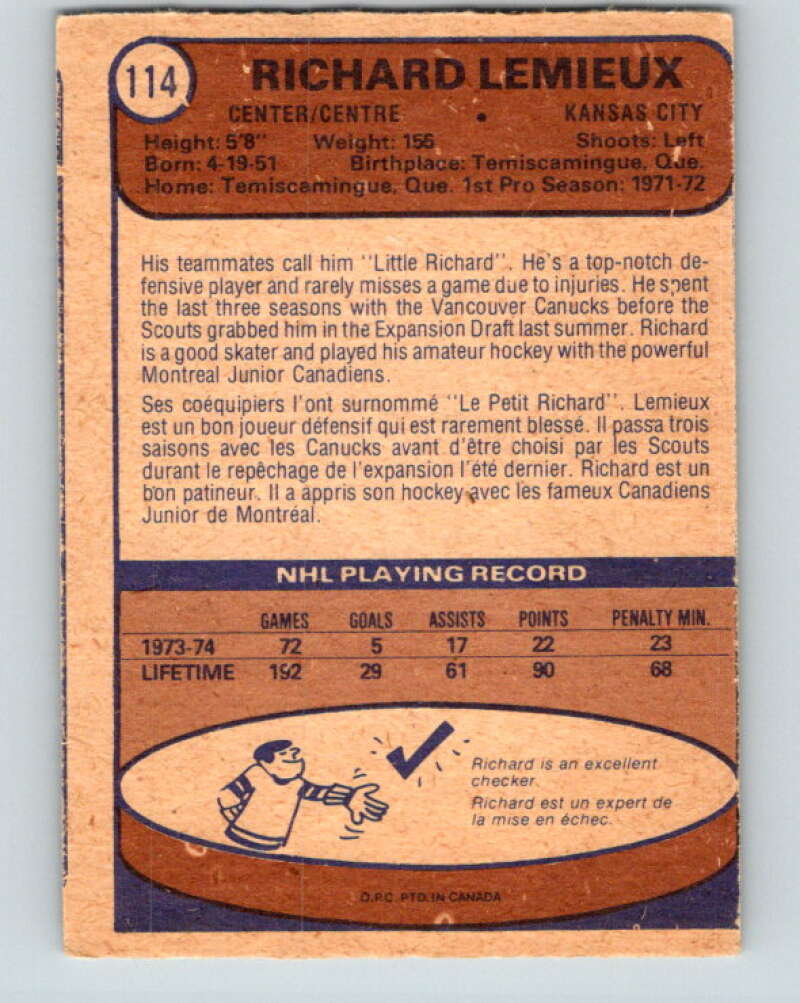 114
RICHARD LEMIEUX
CENTER/CENTRE • KANSAS CITY
Height: 5'8" Weight: 155 Shoots: Left
Born: 4-19-51 Birthplace: Temiscamingue, Que.
Home: Temiscamingue, Que. 1st Pro Season: 1971-72
His teammates call him "Little Richard". He's a top-notch de-
fensive player and rarely misses a game due to injuries. He spent
the last three seasons with the Vancouver Canucks before the
Scouts grabbed him in the Expansion Draft last summer. Richard
is a good skater and played his amateur hockey with the powerful
Montreal Junior Canadiens.
Ses coéquipiers l'ont surnommé "Le Petit Richard". Lemieux
est un bon joueur défensif qui est rarement blessé. Il passa trois
saisons avec les Canucks avant d'être choisi par les Scouts
durant le repêchage de l'expansion l'été dernier. Richard est un
bon patineur. Il a appris son hockey avec les fameux Canadiens
Junior de Montréal.
NHL PLAYING RECORD
GAMES GOALS ASSISTS POINTS PENALTY MIN.
1973-74 72 5 17 22 23
LIFETIME 192 29 61 90 68
Richard is an excellent
checker.
Richard est un expert de
la mise en échec.
O.P.C. PTD. IN CANADA